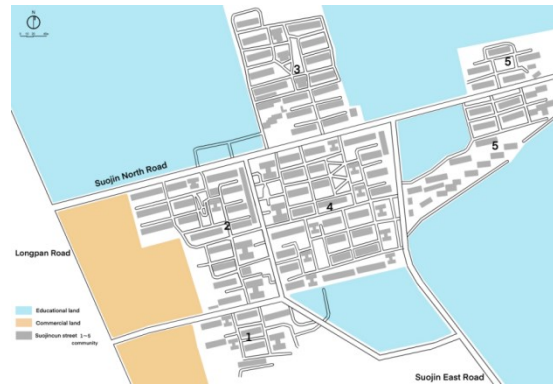 N
3
5
5
Suojin North Road
4
2
Longpan Road
Educational land
Commercial land
Suojincun street 1~5
community
1
Suojin East Road